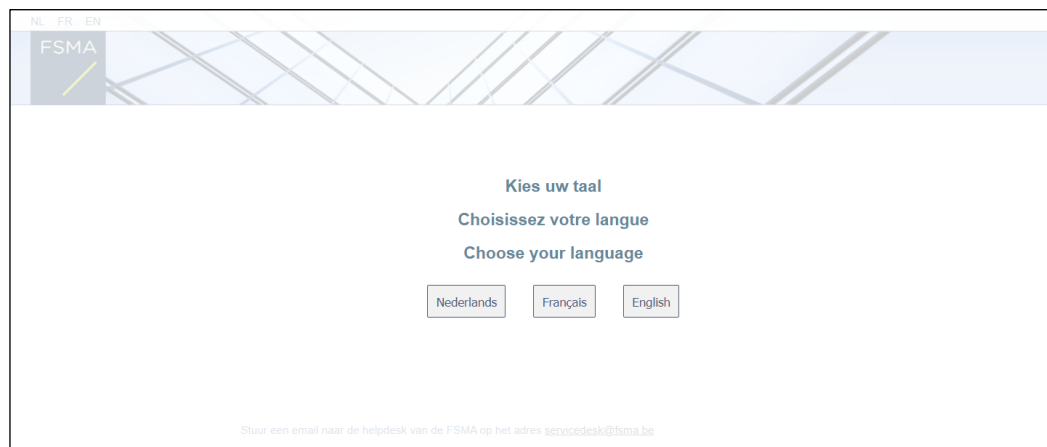 NL FR EN
FSMA
Kies uw taal
Choisissez votre langue
Choose your language
Nederlands Français English
Stuur een email naar de helpdesk van de FSMA op het adres servicedesk@fsma.be